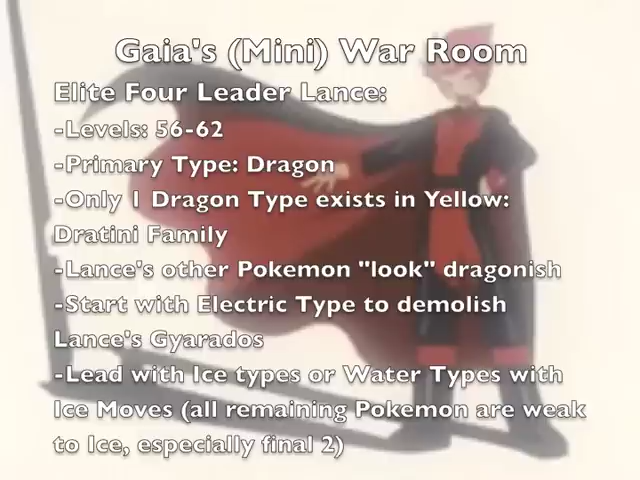 Gaia's (Mini) War Room
Elite Four Leader Lance:
-Levels: 56-62
-Primary Type: Dragon
-Only 1 Dragon Type exists in Yellow:
Dratini Family
-Lance's other Pokemon "look" dragonish
-Start with Electric Type to demolish
Lance's Gyarados
-Lead with Ice types or Water Types with
Ice Moves (all remaining Pokemon are weak
to Ice, especially final 2)